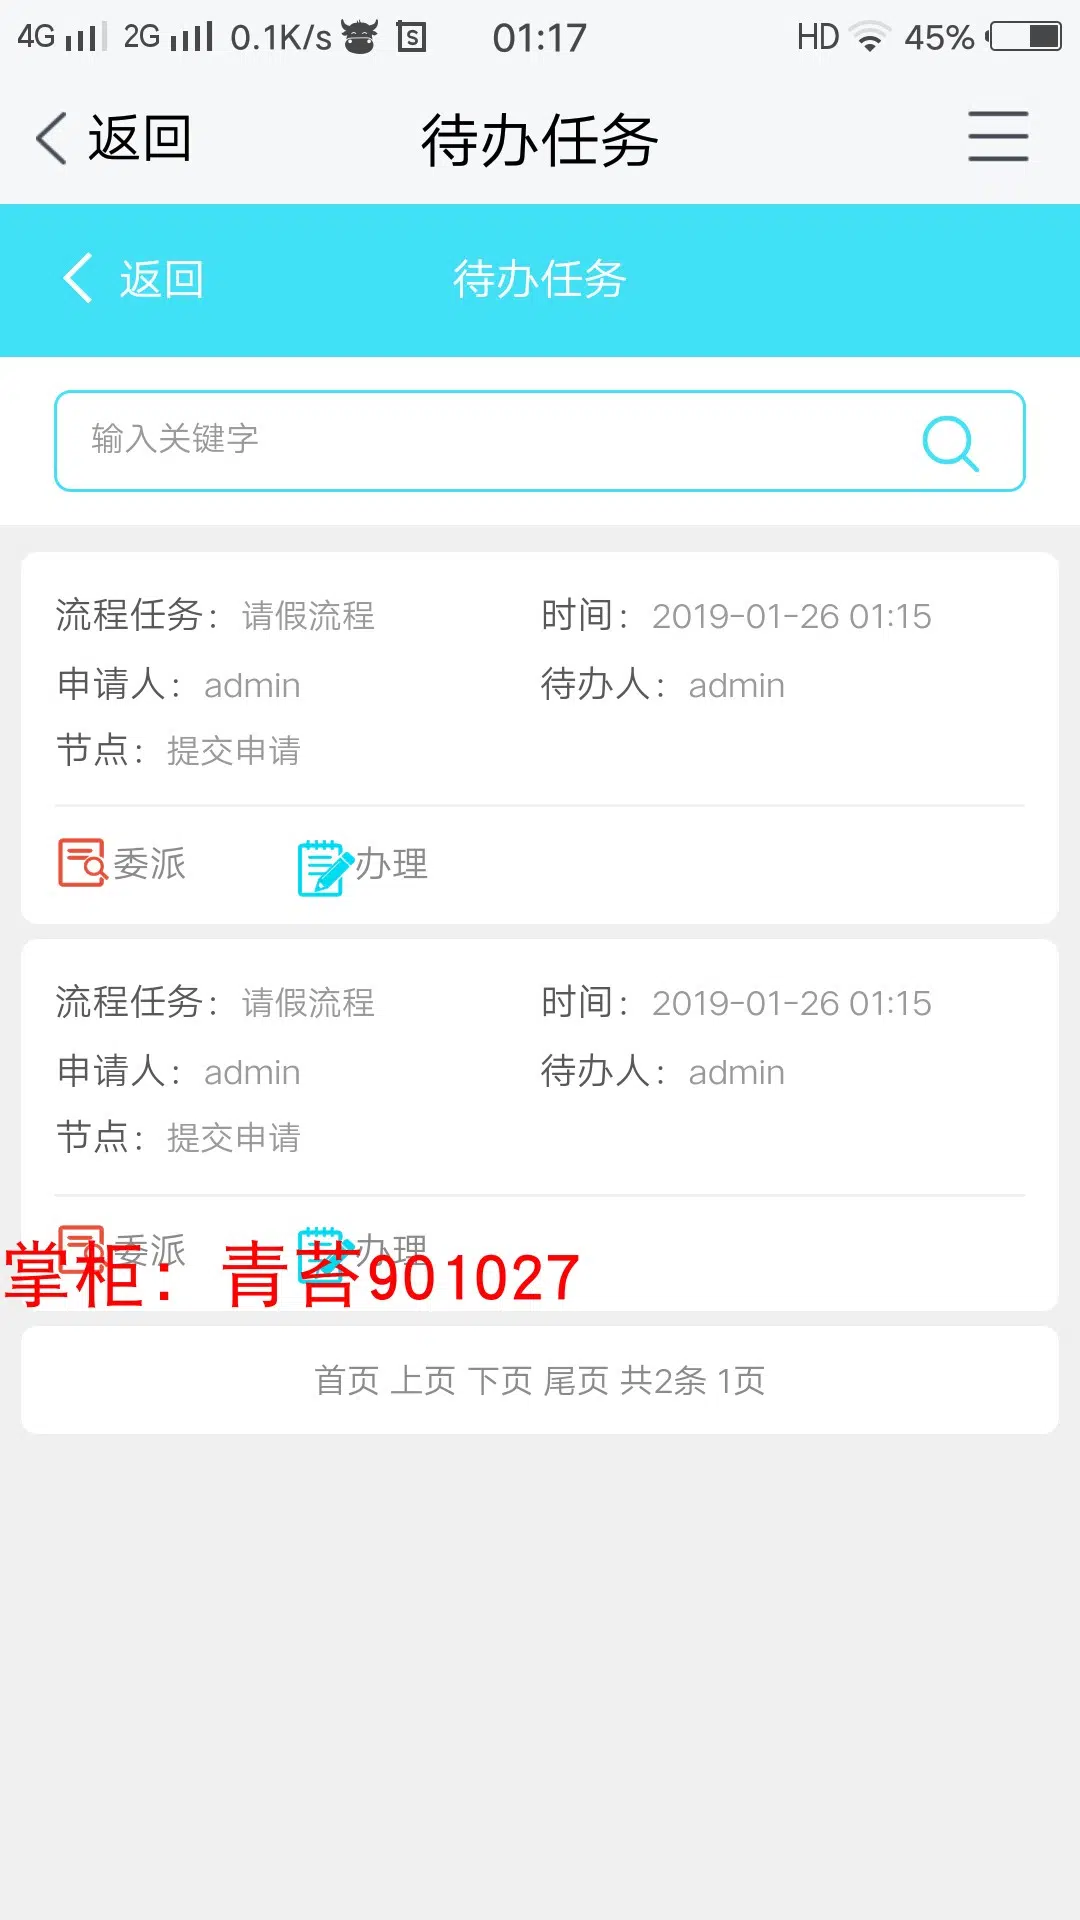 4G 2G 0.1K/s 01:17 HD 45%
返回 待办任务
返回 待办任务
输入关键字
流程任务： 请假流程 时间： 2019-01-26 01:15
申请人： admin 待办人： admin
节点： 提交申请
委派 办理
流程任务： 请假流程 时间： 2019-01-26 01:15
申请人： admin 待办人： admin
节点： 提交申请
委派 办理
掌柜：青苔901027
首页 上页 下页 尾页 共2条 1页